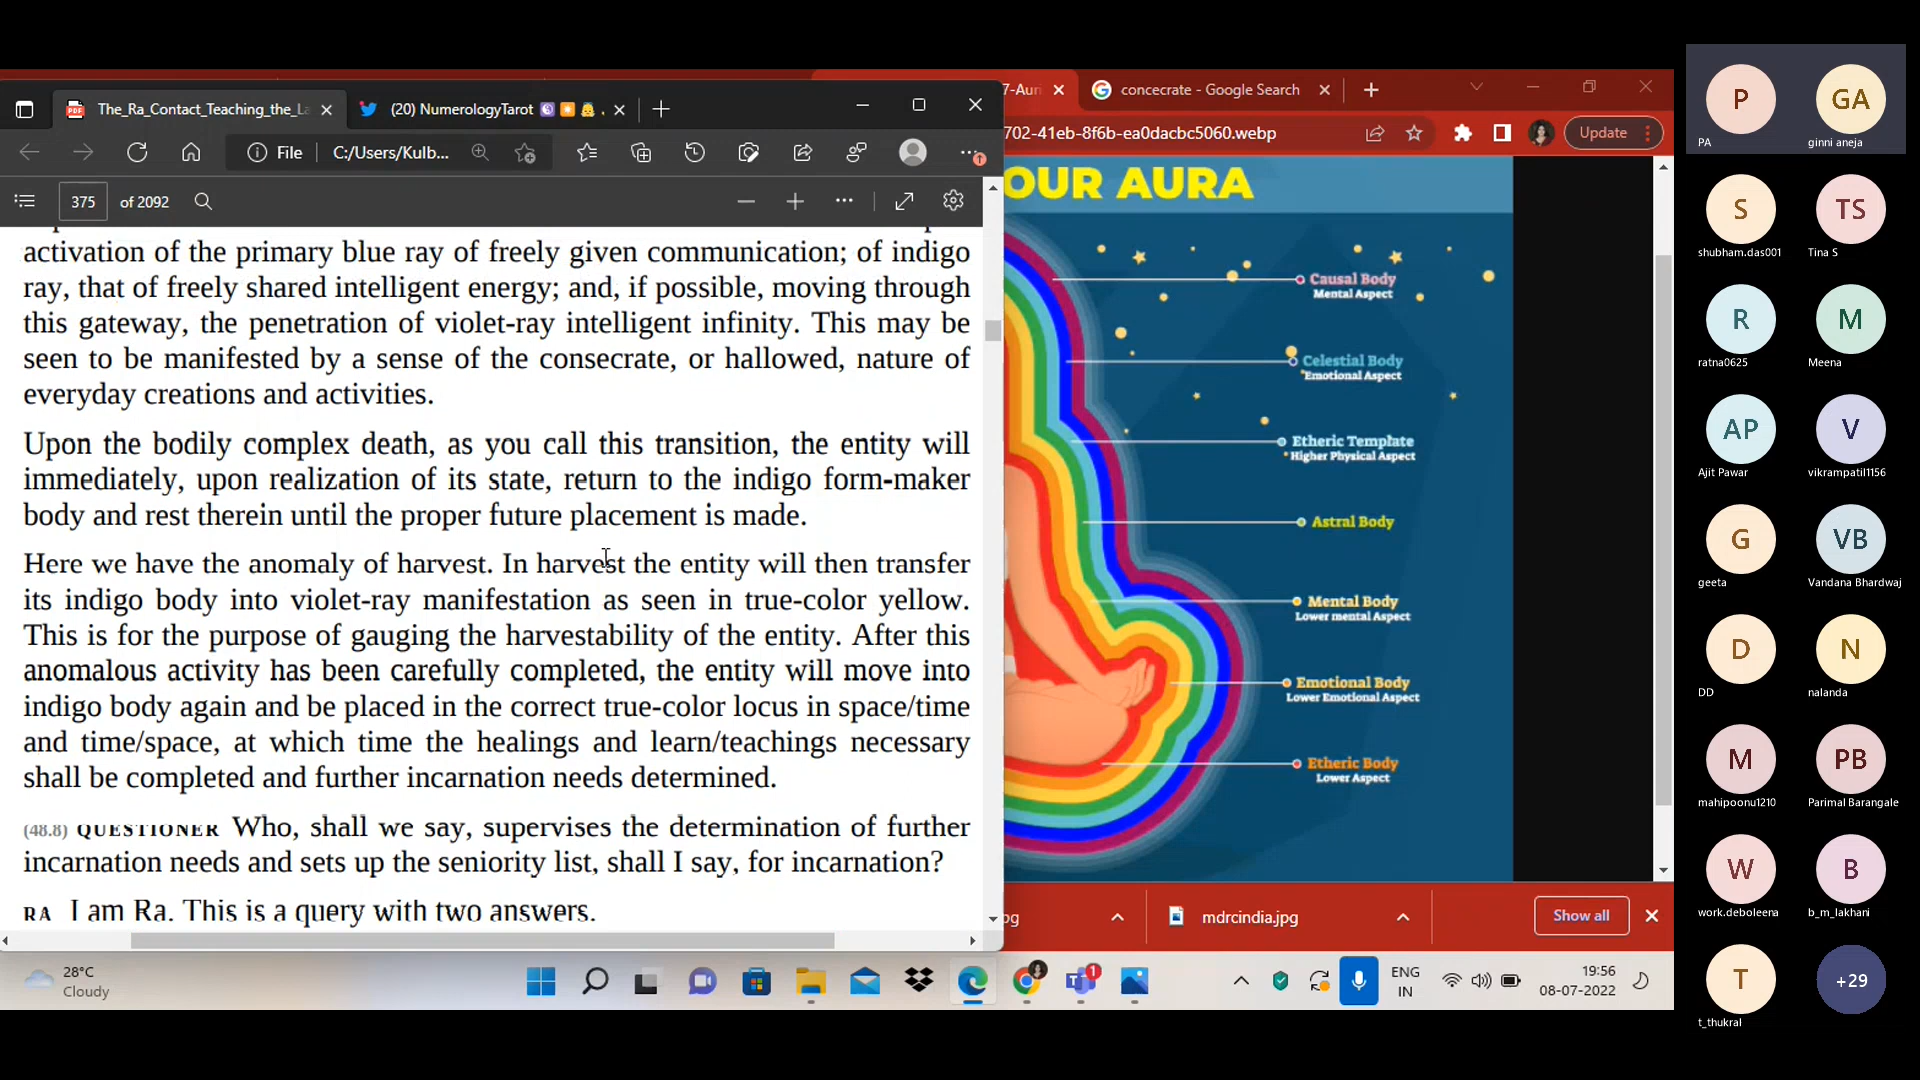 The_Ra_Contact_Teaching_the_La
(20) NumerologyTarot
File
C:/Users/Kulb...
375
of 2092
activation of the primary blue ray of freely given communication; of indigo
ray, that of freely shared intelligent energy; and, if possible, moving through
this gateway, the penetration of violet-ray intelligent infinity. This may be
seen to be manifested by a sense of the consecrate, or hallowed, nature of
everyday creations and activities.
Upon the bodily complex death, as you call this transition, the entity will
immediately, upon realization of its state, return to the indigo form-maker
body and rest therein until the proper future placement is made.
Here we have the anomaly of harvest. In harvest the entity will then transfer
its indigo body into violet-ray manifestation as seen in true-color yellow.
This is for the purpose of gauging the harvestability of the entity. After this
anomalous activity has been carefully completed, the entity will move into
indigo body again and be placed in the correct true-color locus in space/time
and time/space, at which time the healings and learn/teachings necessary
shall be completed and further incarnation needs determined.
(48.8) QUESTIONER Who, shall we say, supervises the determination of further
incarnation needs and sets up the seniority list, shall I say, for incarnation?
RA I am Ra. This is a query with two answers.
7-Aur
concecrate - Google Search
702-41eb-8f6b-ea0dacbc5060.webp
Update
OUR AURA
Causal Body
Mental Aspect
Celestial Body
Emotional Aspect
Etheric Template
Higher Physical Aspect
Astral Body
Mental Body
Lower mental Aspect
Emotional Body
Lower Emotional Aspect
Etheric Body
Lower Aspect
pg
mdrcindia.jpg
Show all
28°C
Cloudy
1
ENG
IN
19:56
08-07-2022
P
PA
GA
ginni aneja
S
shubham.das001
TS
Tina S
R
ratna0625
M
Meena
AP
Ajit Pawar
V
vikrampatil1156
G
geeta
VB
Vandana Bhardwaj
D
DD
N
nalanda
M
mahipoonu1210
PB
Parimal Barangale
W
work.deboleena
B
b_m_lakhani
T
t_thukral
+29